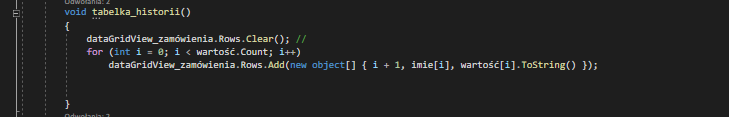 Odwołania: 2
void tabelka_historii()
{
dataGridView_zamówienia.Rows.Clear(); //
for (int i = 0; i < wartość.Count; i++)
dataGridView_zamówienia.Rows.Add(new object[] { i + 1, imie[i], wartość[i].ToString() });
}
Odwołania: 2